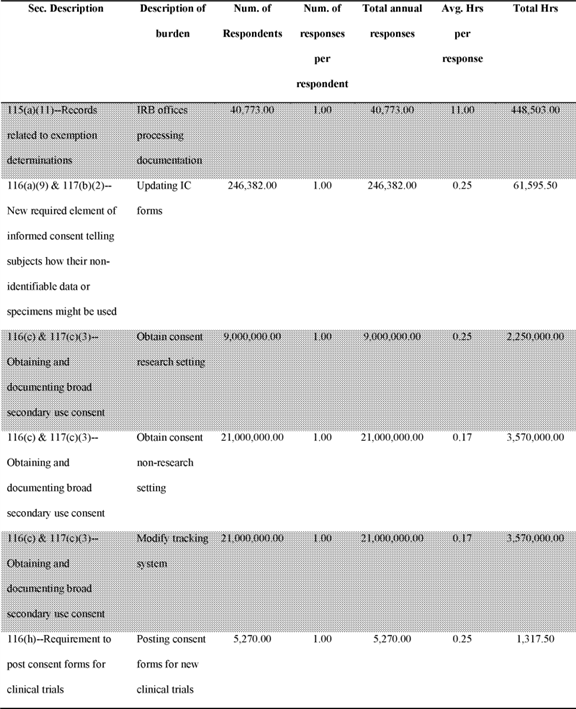 Sec. Description Description of burden Num. of Respondents Num. of responses per respondent Total annual responses Avg. Hrs per response Total Hrs
115(a)(11)--Records IRB offices 40,773.00 1.00 40,773.00 11.00 448,503.00
related to exemption processing
determinations documentation
116(a)(9) & 117(b)(2)-- Updating IC 246,382.00 1.00 246,382.00 0.25 61,595.50
New required element of forms
informed consent telling
subjects how their non-
identifiable data or
specimens might be used
116(c) & 117(c)(3)-- Obtain consent 9,000,000.00 1.00 9,000,000.00 0.25 2,250,000.00
Obtaining and research setting
documenting broad
secondary use consent
116(c) & 117(c)(3)-- Obtain consent 21,000,000.00 1.00 21,000,000.00 0.17 3,570,000.00
Obtaining and non-research
documenting broad setting
secondary use consent
116(c) & 117(c)(3)-- Modify tracking 21,000,000.00 1.00 21,000,000.00 0.17 3,570,000.00
Obtaining and system
documenting broad
secondary use consent
116(h)--Requirement to Posting consent 5,270.00 1.00 5,270.00 0.25 1,317.50
post consent forms for forms for new
clinical trials clinical trials